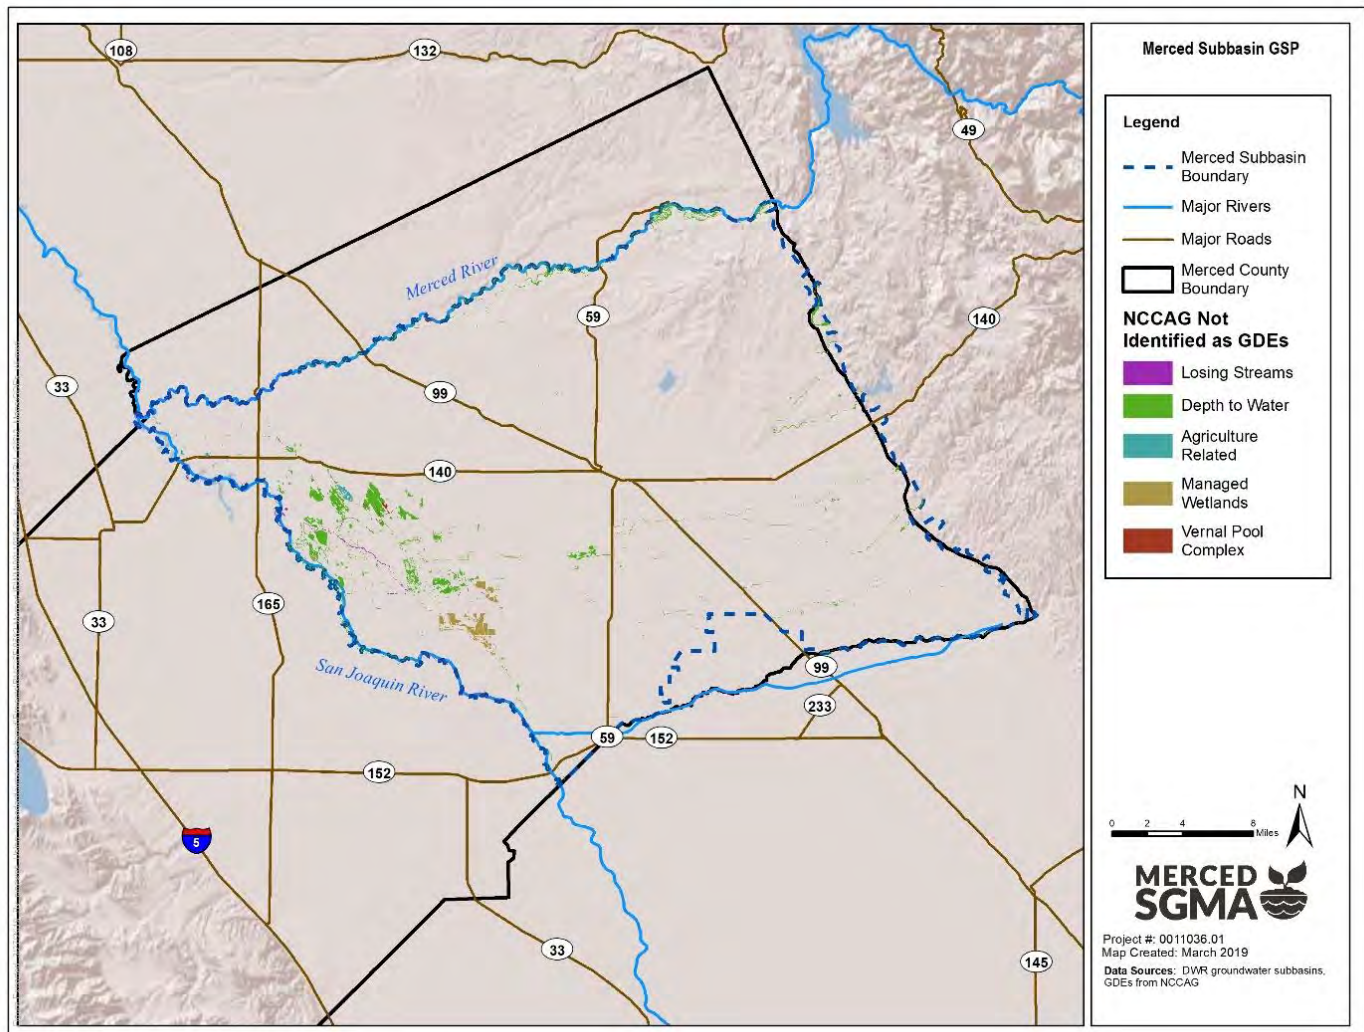 108
132
49
Merced River
59
140
33
99
140
165
33
San Joaquin River
99
233
59
152
152
5
33
145
Merced Subbasin GSP
Legend
Merced Subbasin
Boundary
Major Rivers
Major Roads
Merced County
Boundary
NCCAG Not
Identified as GDEs
Losing Streams
Depth to Water
Agriculture
Related
Managed
Wetlands
Vernal Pool
Complex
N
0 2 4 8
Miles
MERCED
SGMA
Project #: 0011036.01
Map Created: March 2019
Data Sources: DWR groundwater subbasins,
GDEs from NCCAG